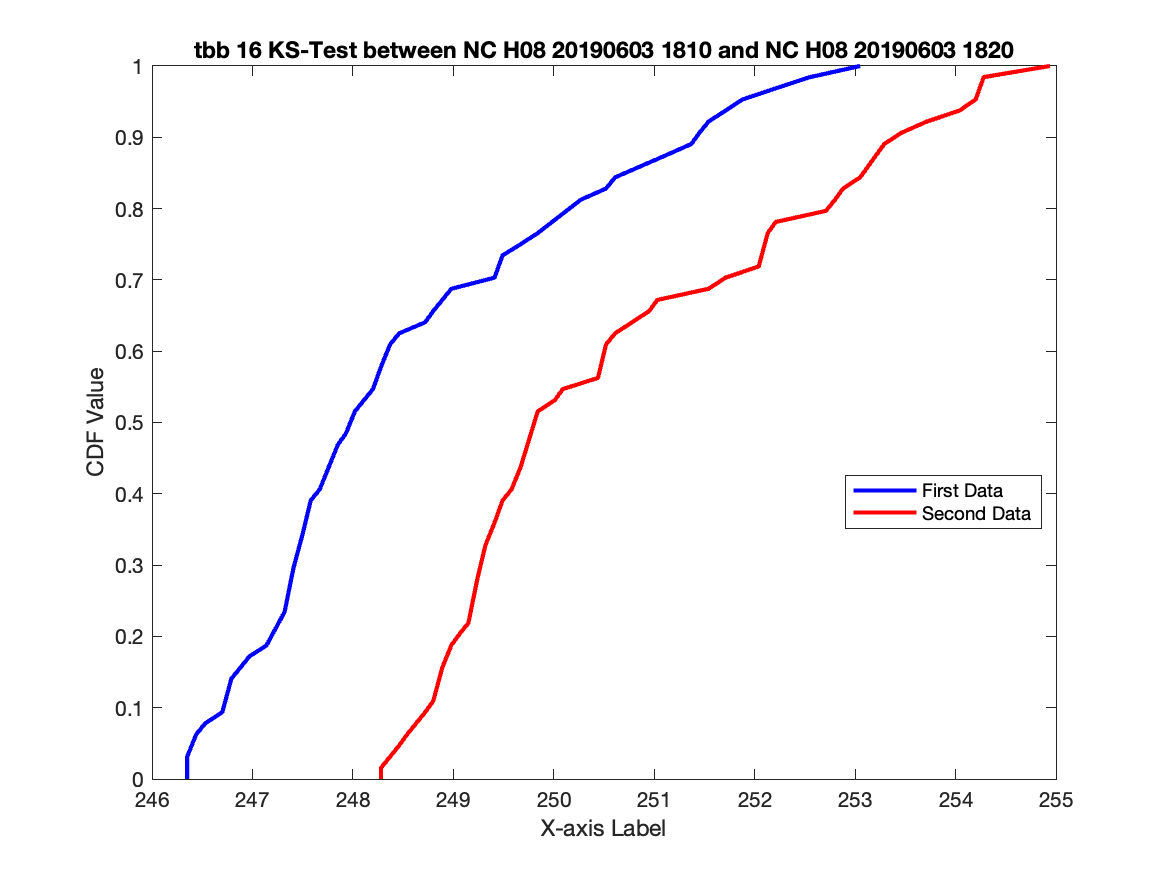 tbb 16 KS-Test between NC H08 20190603 1810 and NC H08 20190603 1820
1
0.9
0.8
0.7
0.6
0.5
0.4
0.3
0.2
0.1
0
CDF Value
First Data
Second Data
246 247 248 249 250 251 252 253 254 255
X-axis Label